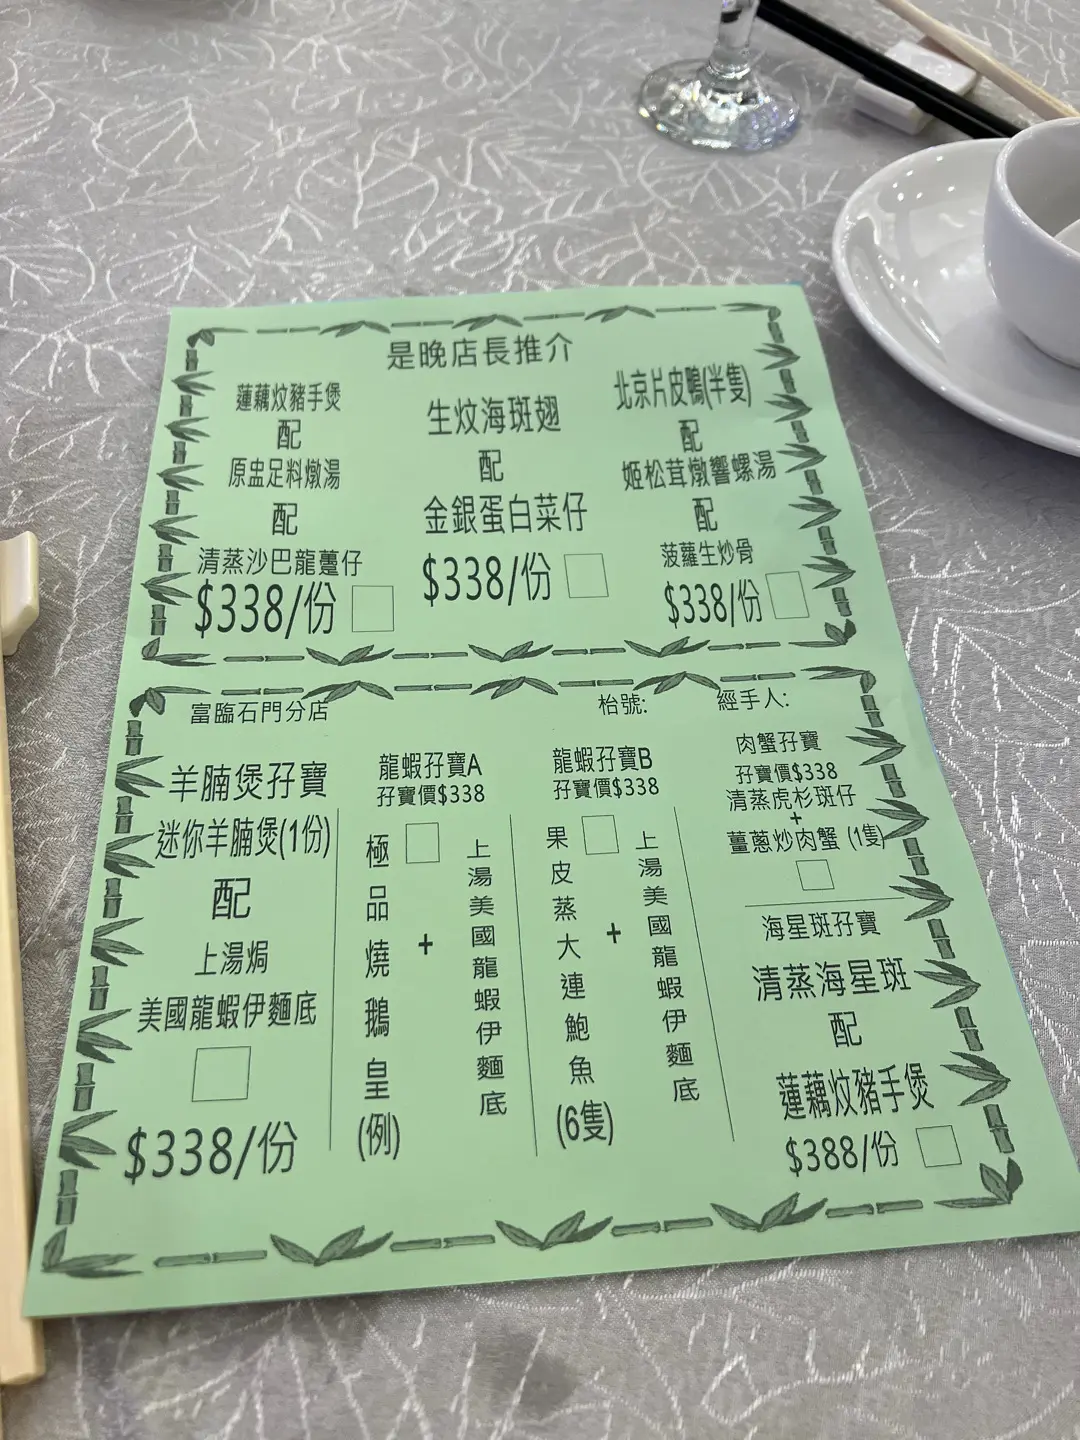 是晚店長推介
蓮藕炆豬手煲
配
原盅足料燉湯
配
清蒸沙巴龍躉仔
$338/份
生炆海斑翅
配
金銀蛋白菜仔
$338/份
北京片皮鴨(半隻)
配
姬松茸燉響螺湯
配
菠蘿生炒骨
$338/份
富臨石門分店
枱號:
經手人:
羊腩煲孖寶
迷你羊腩煲(1份)
配
上湯焗
美國龍蝦伊麵底
$338/份
龍蝦孖寶A
孖寶價$338
極品燒鵝皇(例)
+
上湯美國龍蝦伊麵底
龍蝦孖寶B
孖寶價$338
果皮蒸大連鮑魚(6隻)
+
上湯美國龍蝦伊麵底
肉蟹孖寶
孖寶價$338
清蒸虎杉斑仔
+
薑蔥炒肉蟹 (1隻)
海星斑孖寶
清蒸海星斑
配
蓮藕炆豬手煲
$388/份